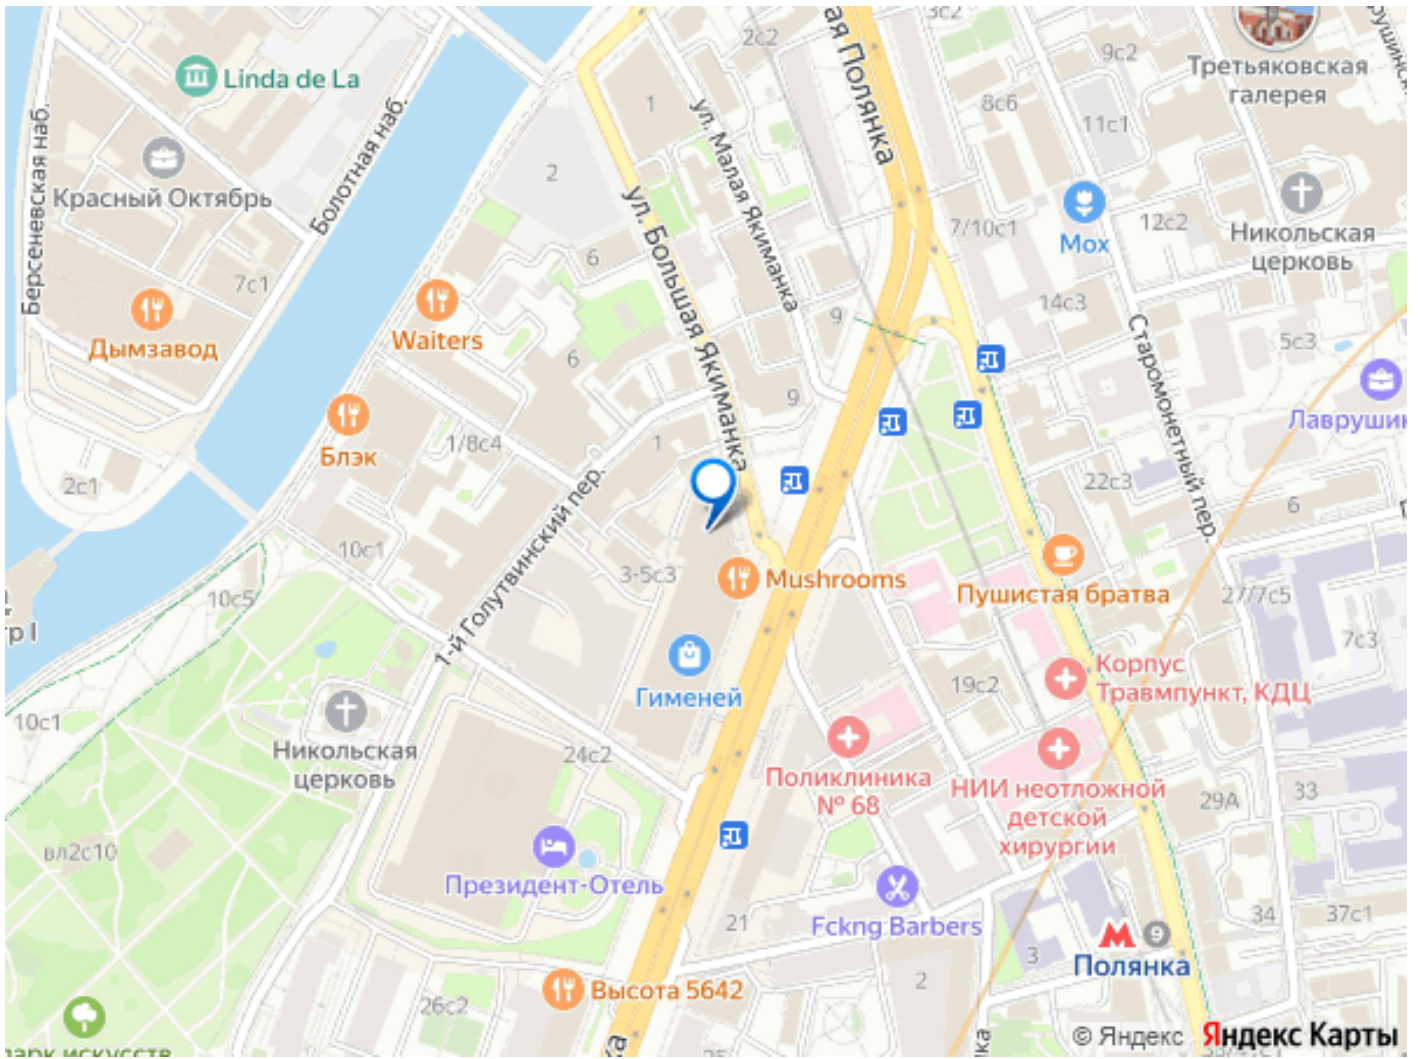 ая Полянка
3с2
2с2
9с2
Третьяковская
галерея
Linda de La
1
8с6
11с1
ул. Малая Якиманка
Болотная наб.
Берсеневская наб.
Красный Октябрь
2
ул. Большая Якиманка
7/10с1
Мох
12с2
Никольская
церковь
6
7с1
Waiters
14с3
9
Дымзавод
6
Старомонетный пер.
5с3
9
Лаврушин
Блэк
1/8с4
1
2с1
22с3
6
1-й Голутвинский пер.
10с1
3-5с3
Mushrooms
Пушистая братва
10с5
27/7с5
7с3
Гименей
19с2
Корпус
Травмпункт, КДЦ
10с1
Никольская
церковь
24с2
Поликлиника
№ 68
НИИ неотложной
детской
хирургии
29А
33
вл2с10
Президент-Отель
21
Fckng Barbers
34
37с1
3
9
Полянка
2
Высота 5642
26с2
парк искусств
© Яндекс
Яндекс Карты